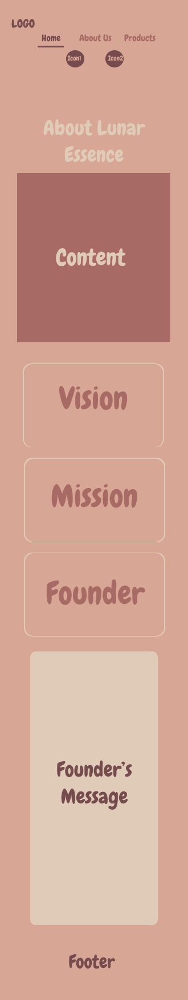 LOGO
Home About Us Products
Icon1 Icon2
About Lunar
Essence
Content
Vision
Mission
Founder
Founder's
Message
Footer